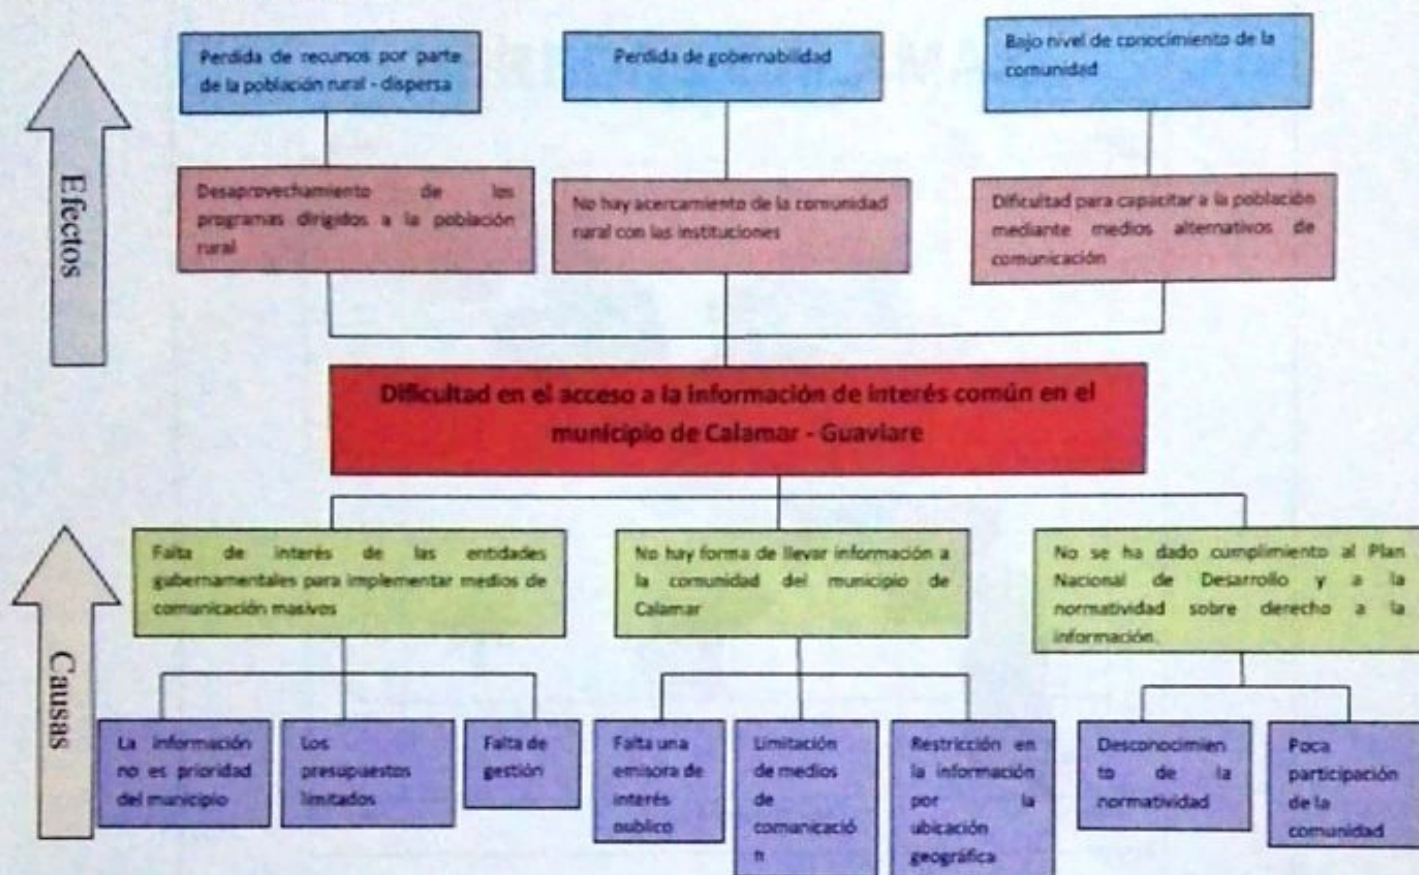 Efectos
Perdida de recursos por parte
de la población rural - dispersa
Perdida de gobernabilidad
Bajo nivel de conocimiento de la
comunidad
Desaprovechamiento de los
programas dirigidos a la población
rural
No hay acercamiento de la comunidad
rural con las instituciones
Dificultad para capacitar a la población
mediante medios alternativos de
comunicación
Dificultad en el acceso a la información de interés común en el
municipio de Calamar - Guaviare
Causas
Falta de interés de las entidades
gubernamentales para implementar medios de
comunicación masivos
No hay forma de llevar información a
la comunidad del municipio de
Calamar
No se ha dado cumplimiento al Plan
Nacional de Desarrollo y a la
normatividad sobre derecho a la
información.
La información
no es prioridad
del municipio
Los
presupuestos
limitados
Falta de
gestión
Falta una
emisora de
interés
publico
Limitación
de medios
de
comunicació
n
Restricción en
la información
por la
ubicación
geográfica
Desconocimien
to de la
normatividad
Poca
participación
de la
comunidad